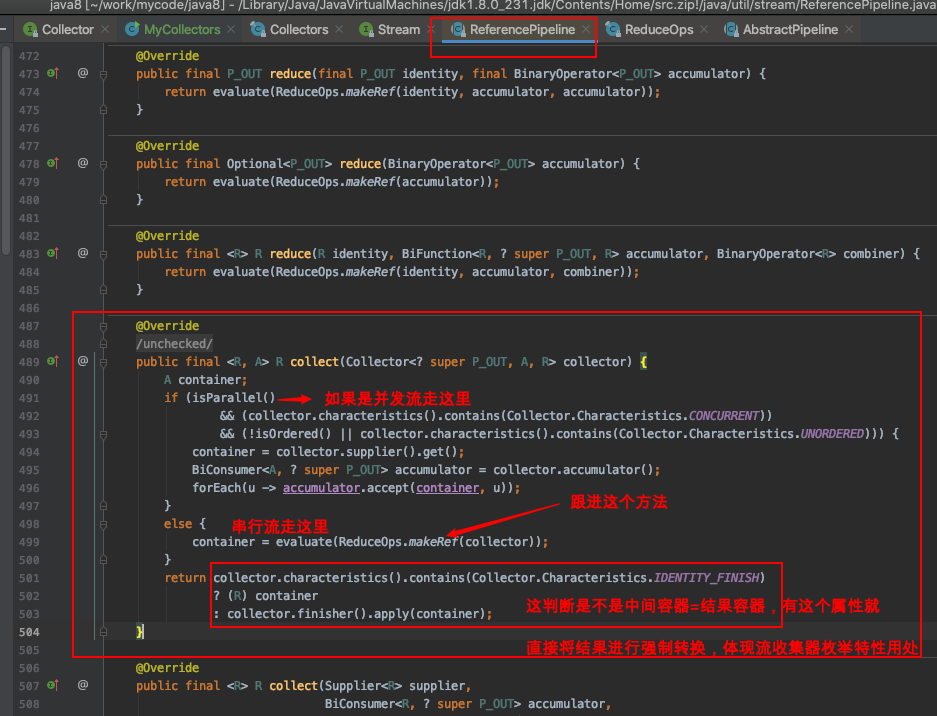 java8 [~/work/mycode/java8] - /Library/Java/JavaVirtualMachines/jdk1.8.0_231.jdk/Contents/Home/src.zip!/java/util/stream/ReferencePipeline.java
Collector × MyCollectors × Collectors × Stream × ReferencePipeline × ReduceOps × AbstractPipeline ×
472 @Override
473 @ public final P_OUT reduce(final P_OUT identity, final BinaryOperator<P_OUT> accumulator) {
474 return evaluate(ReduceOps.makeRef(identity, accumulator, accumulator));
475 }
476
477 @Override
478 @ public final Optional<P_OUT> reduce(BinaryOperator<P_OUT> accumulator) {
479 return evaluate(ReduceOps.makeRef(accumulator));
480 }
481
482 @Override
483 @ public final <R> R reduce(R identity, BiFunction<R, ? super P_OUT, R> accumulator, BinaryOperator<R> combiner) {
484 return evaluate(ReduceOps.makeRef(identity, accumulator, combiner));
485 }
486
487 @Override
488 /unchecked/
489 @ public final <R, A> R collect(Collector<? super P_OUT, A, R> collector) {
490 A container;
491 if (isParallel() 如果是并发流走这里
492 && (collector.characteristics().contains(Collector.Characteristics.CONCURRENT))
493 && (!isOrdered() || collector.characteristics().contains(Collector.Characteristics.UNORDERED))) {
494 container = collector.supplier().get();
495 BiConsumer<A, ? super P_OUT> accumulator = collector.accumulator();
496 forEach(u -> accumulator.accept(container, u));
497 } 跟进这个方法
498 else { 串行流走这里
499 container = evaluate(ReduceOps.makeRef(collector));
500 }
501 return collector.characteristics().contains(Collector.Characteristics.IDENTITY_FINISH)
502 ? (R) container 这判断是不是中间容器=结果容器，有这个属性就
503 : collector.finisher().apply(container);
504 }
505 直接将结果进行强制转换，体现流收集器枚举特性用处
506 @Override
507 @ public final <R> R collect(Supplier<R> supplier,
508 BiConsumer<R, ? super P_OUT> accumulator,